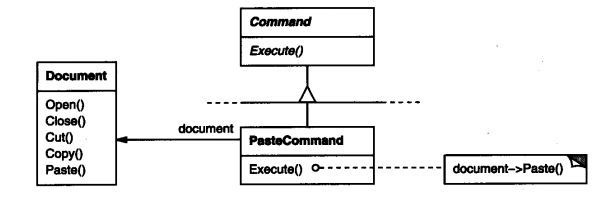 Command
Execute()
Document
Open()
Close()
Cut()
Copy()
Paste()
document
PasteCommand
Execute()
document->Paste()